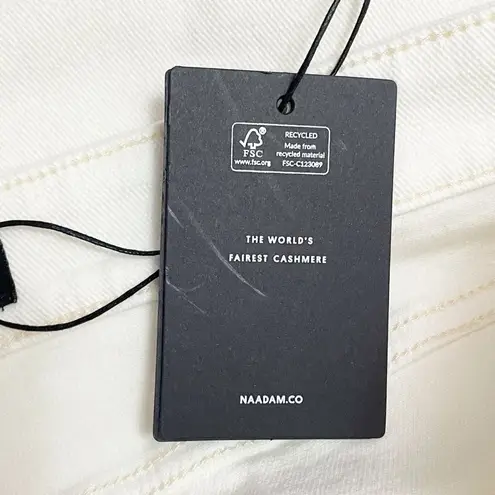 RECYCLED
Made from
recycled material
FSC-C123089
FSC
www.fsc.org
THE WORLD'S
FAIREST CASHMERE
NAADAM.CO